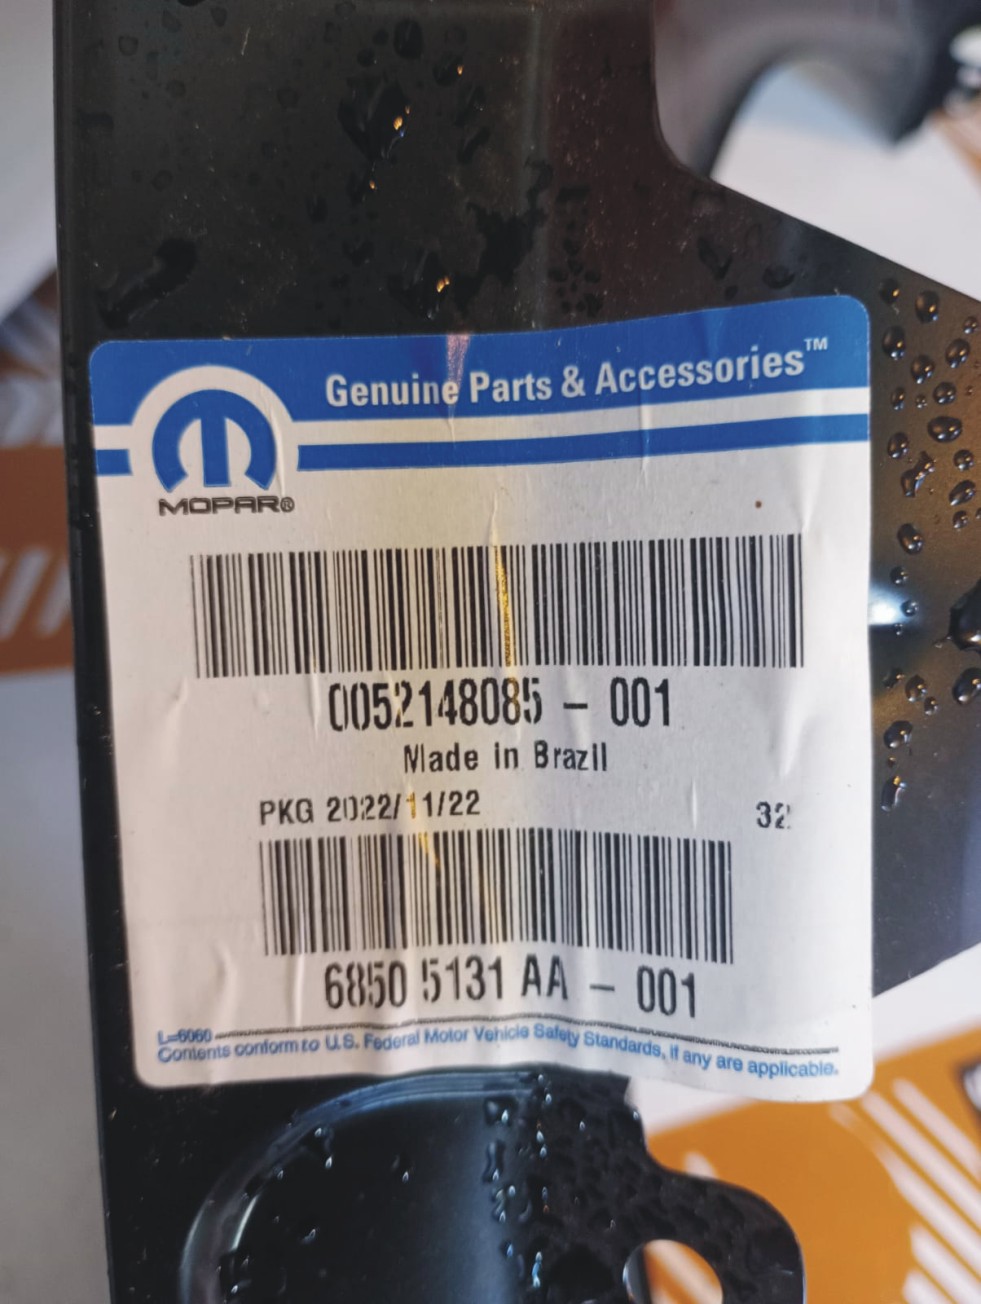 Genuine Parts & Accessories™
MOPAR®
0052148085 - 001
Made in Brazil
PKG 2022/11/22
32
6850 5131 AA - 001
L-6060
Contents conform to U.S. Federal Motor Vehicle Safety Standards, if any are applicable.